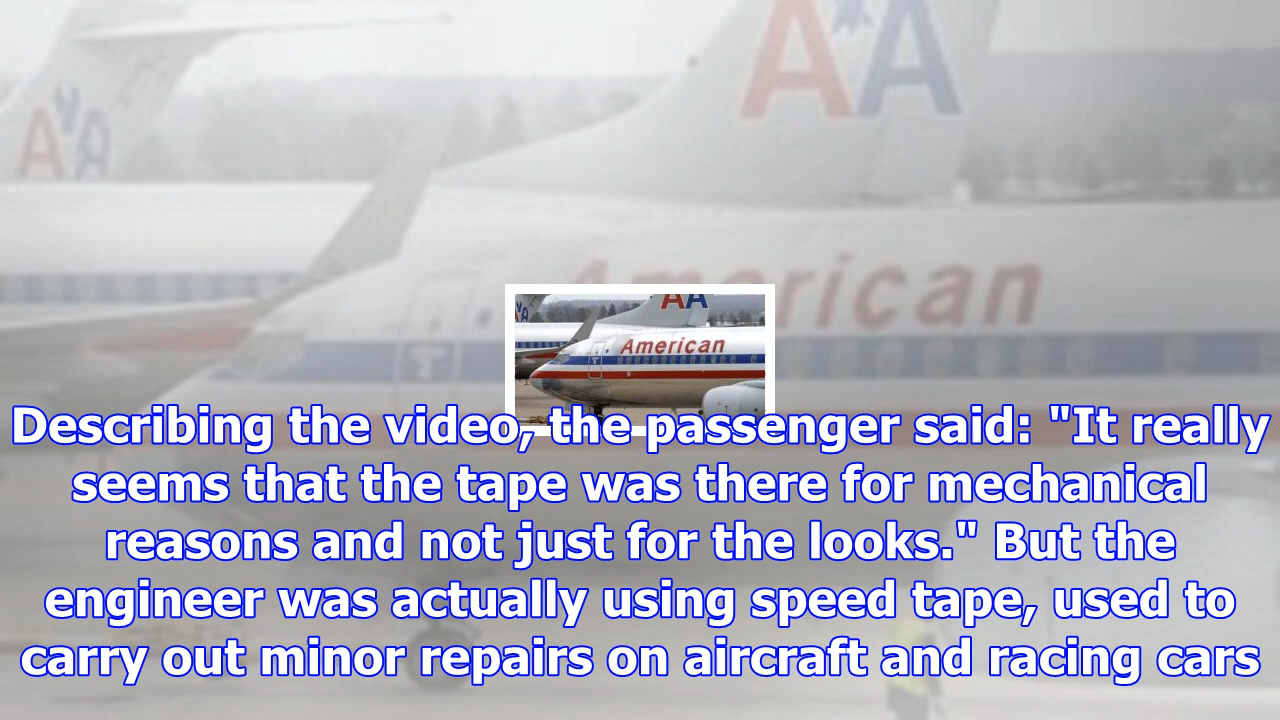 AA
AA
American
AA
AA
American
Describing the video, the passenger said: "It really
seems that the tape was there for mechanical
reasons and not just for the looks." But the
engineer was actually using speed tape, used to
carry out minor repairs on aircraft and racing cars